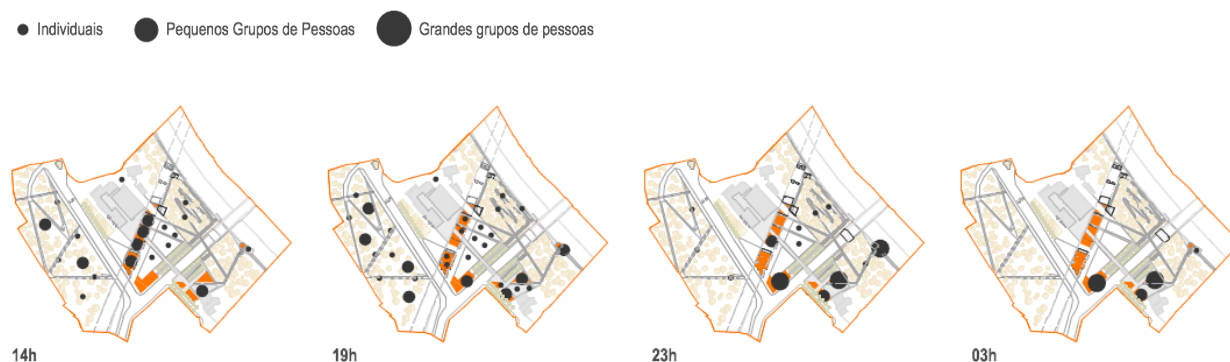 Individuais
Pequenos Grupos de Pessoas
Grandes grupos de pessoas
14h
19h
23h
03h